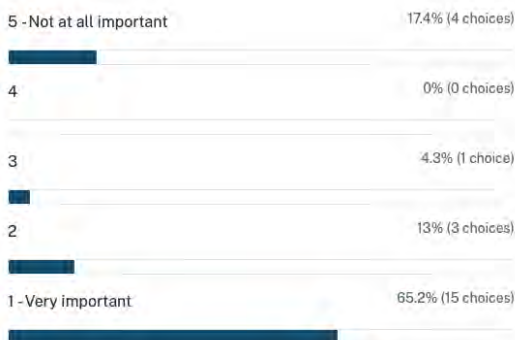 5 - Not at all important 17.4% (4 choices)
4 0% (0 choices)
3 4.3% (1 choice)
2 13% (3 choices)
1 - Very important 65.2% (15 choices)